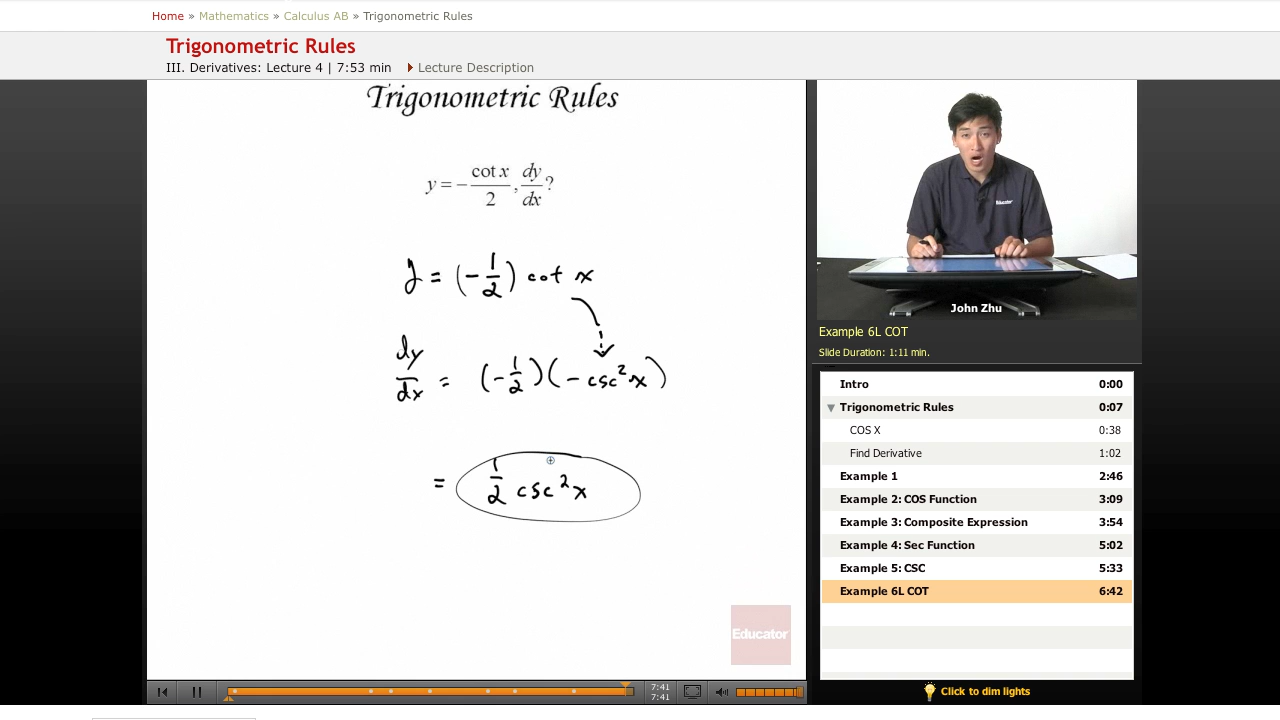 Home » Mathematics » Calculus AB » Trigonometric Rules
Trigonometric Rules
III. Derivatives: Lecture 4 | 7:53 min Lecture Description
Trigonometric Rules
y = - cot x / 2, dy/dx ?
y = (- 1/2) cot x
dy/dx = (- 1/2)(- csc² x)
= 1/2 csc² x
Educator
7:41
7:41
Educator
John Zhu
Example 6L COT
Slide Duration: 1:11 min.
Intro 0:00
Trigonometric Rules 0:07
COS X 0:38
Find Derivative 1:02
Example 1 2:46
Example 2: COS Function 3:09
Example 3: Composite Expression 3:54
Example 4: Sec Function 5:02
Example 5: CSC 5:33
Example 6L COT 6:42
Click to dim lights